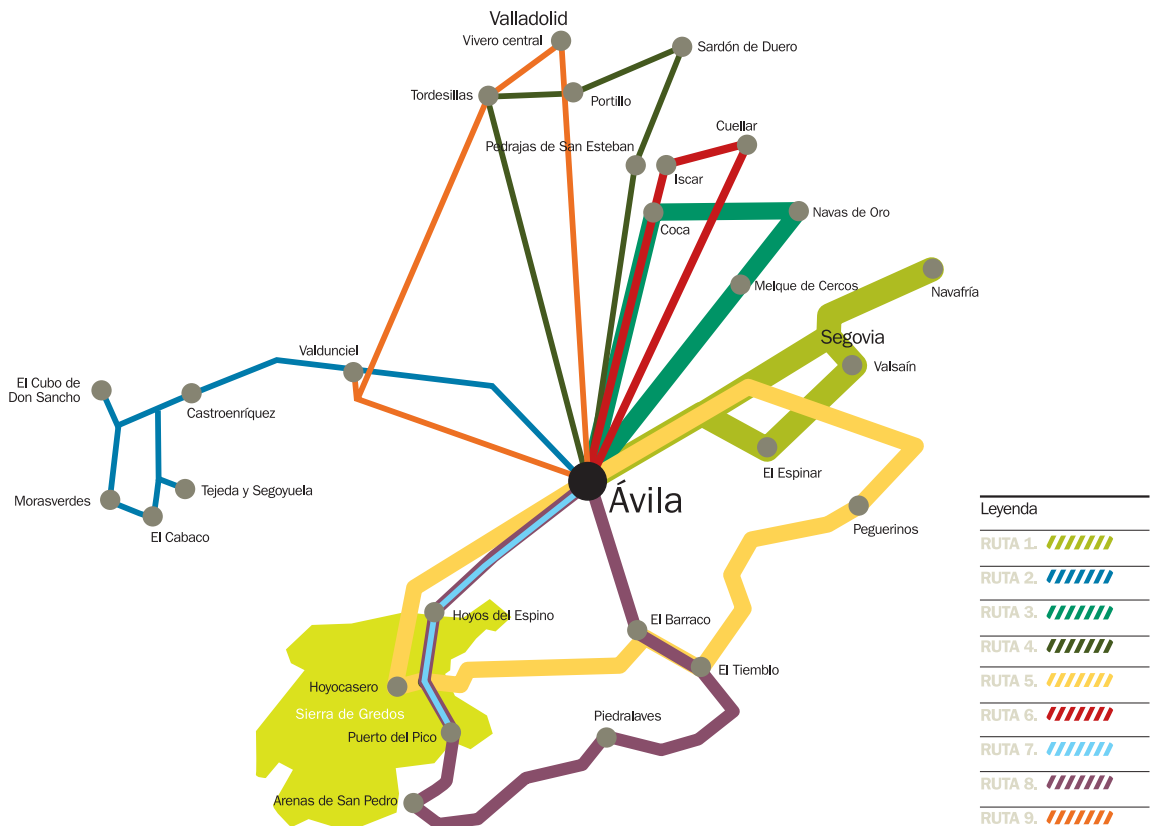 Valladolid
Vivero central
Sardón de Duero
Tordesillas
Portillo
Cuellar
Pedrajas de San Esteban
Iscar
Navas de Oro
Coca
Melque de Cercos
Navafría
Segovia
Valdunciel
Valsaín
El Cubo de
Don Sancho
Castroenríquez
El Espinar
Tejeda y Segoyuela
Morasverdes
Ávila
El Cabaco
Peguerinos
Leyenda
RUTA 1.
RUTA 2.
RUTA 3.
RUTA 4.
RUTA 5.
RUTA 6.
RUTA 7.
RUTA 8.
RUTA 9.
Hoyos del Espino
El Barraco
El Tiemblo
Hoyocasero
Sierra de Gredos
Piedralaves
Puerto del Pico
Arenas de San Pedro